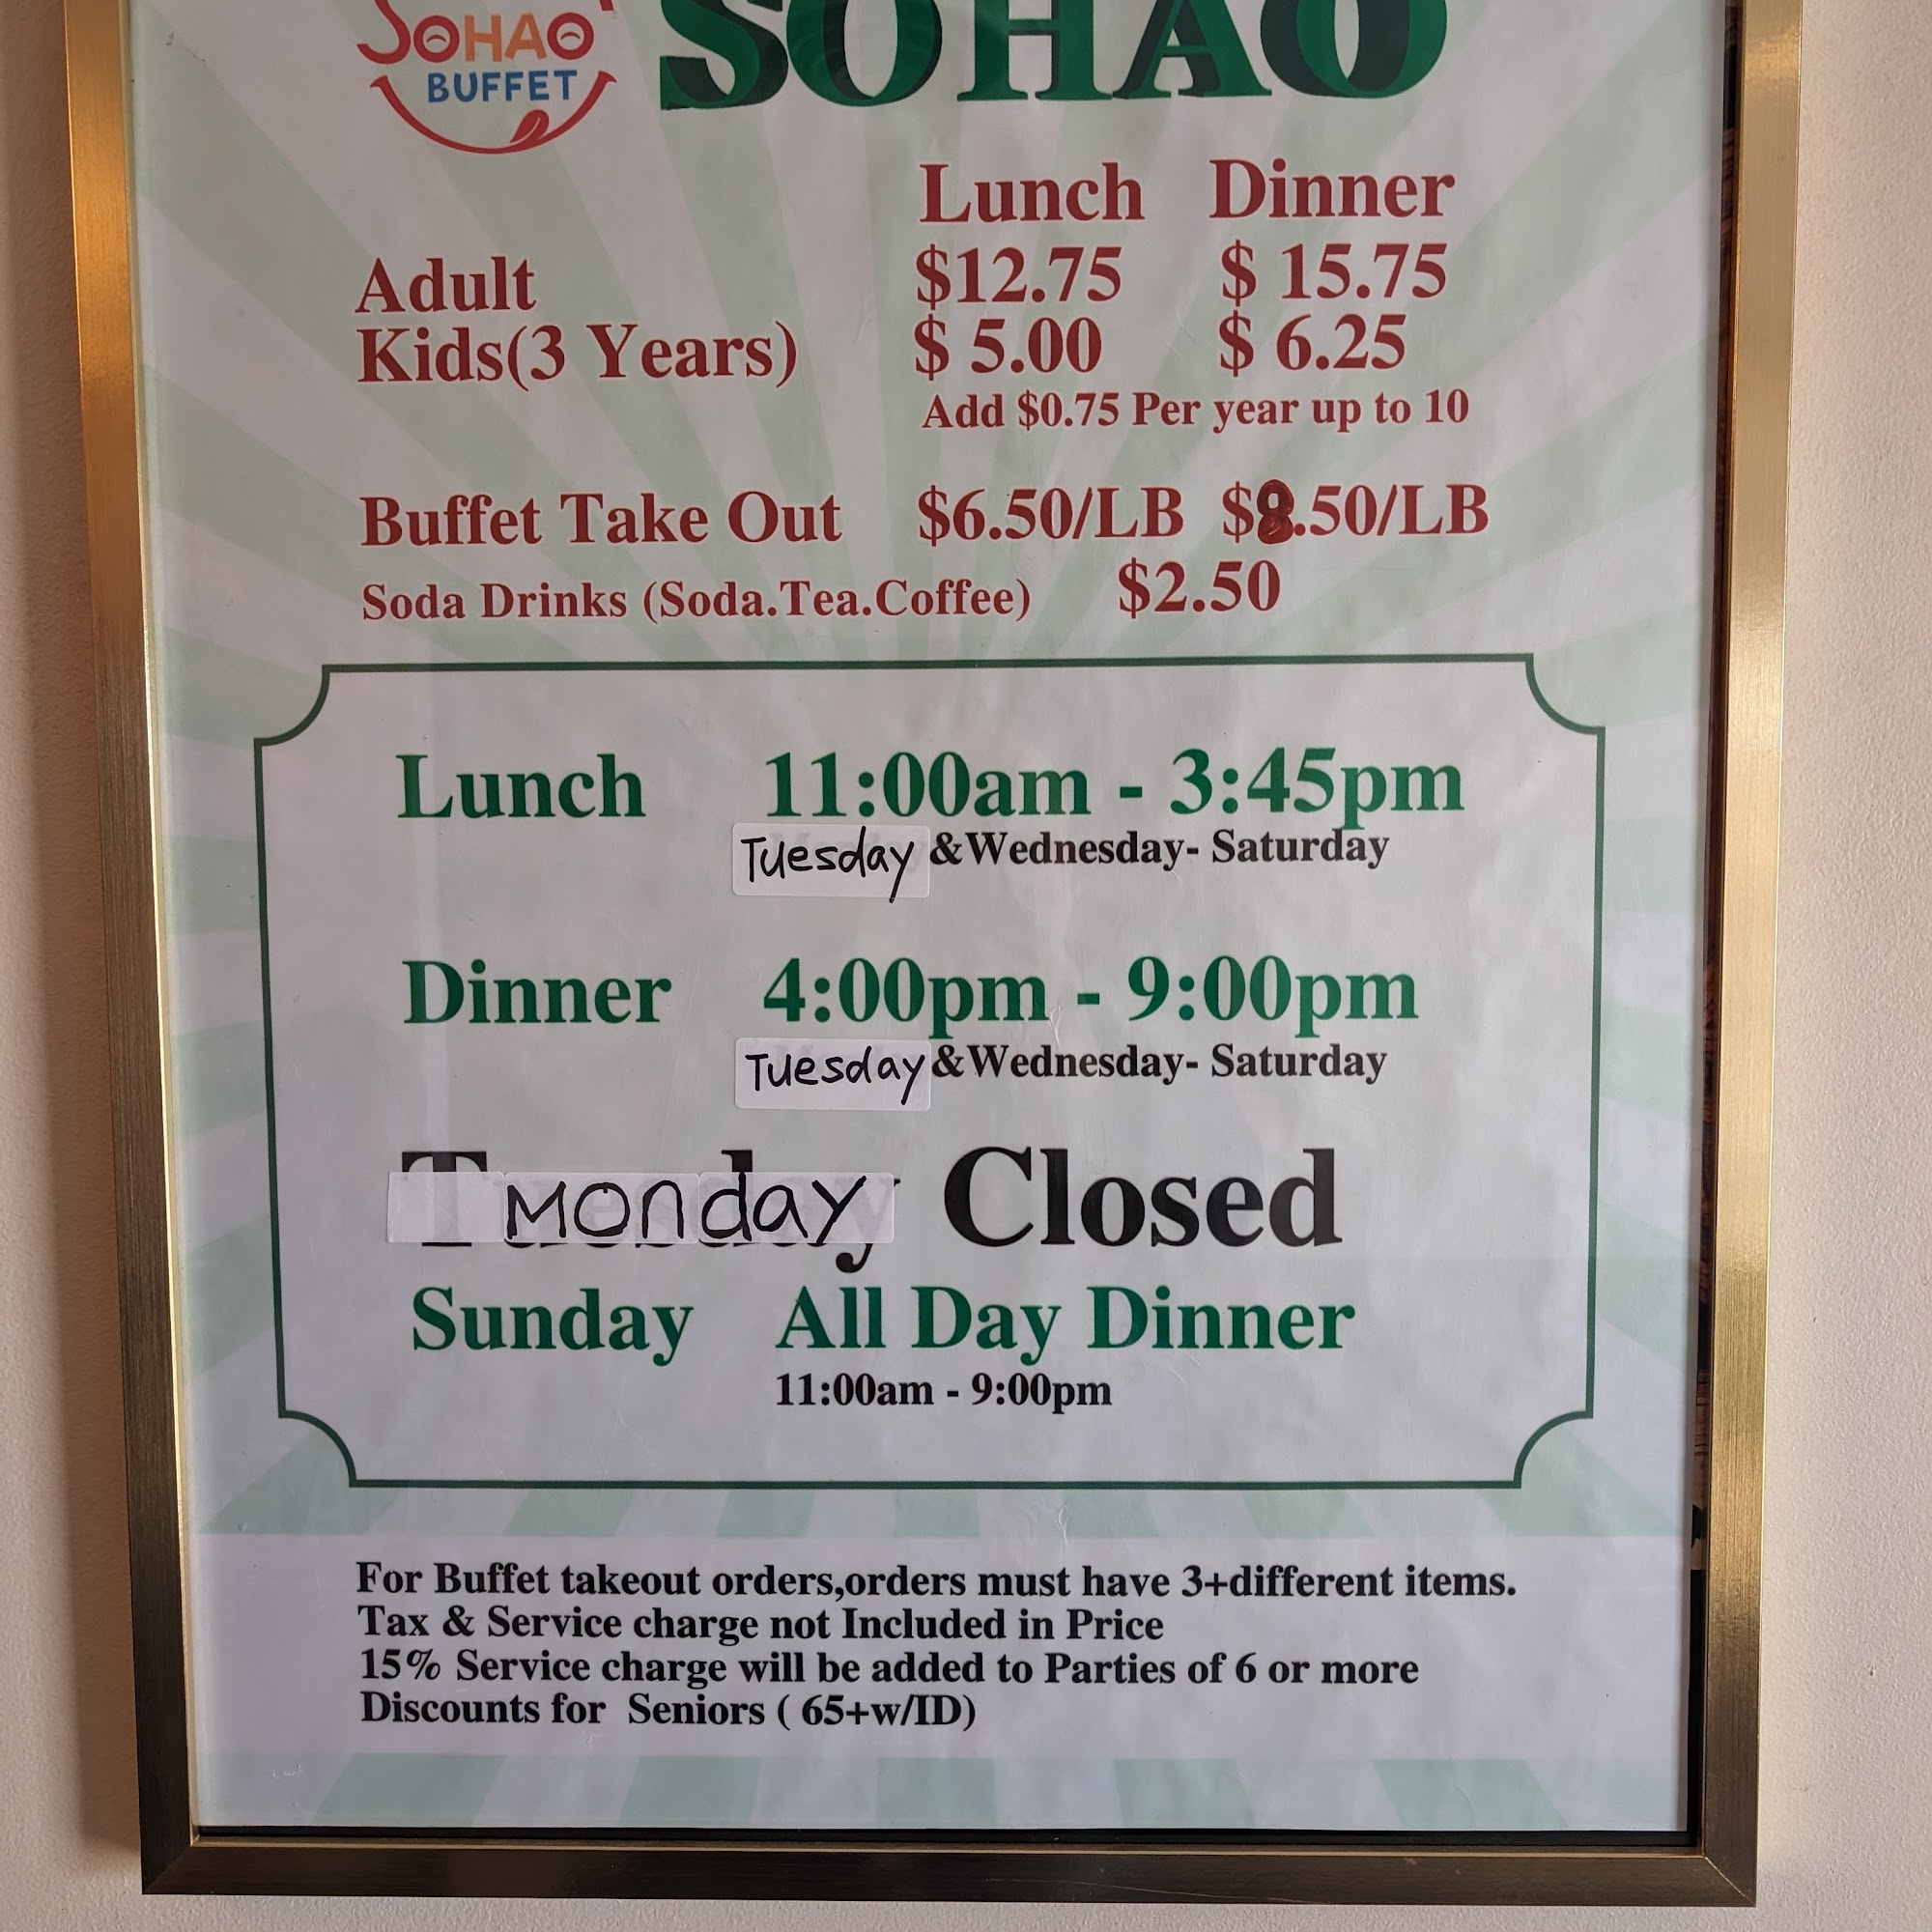 SOHAO
BUFFET
SOHAO
Lunch Dinner
Adult $12.75 $ 15.75
Kids(3 Years) $ 5.00 $ 6.25
Add $0.75 Per year up to 10
Buffet Take Out $6.50/LB $8.50/LB
Soda Drinks (Soda.Tea.Coffee) $2.50
Lunch 11:00am - 3:45pm
Tuesday &Wednesday- Saturday
Dinner 4:00pm - 9:00pm
Tuesday &Wednesday- Saturday
Monday Closed
Sunday All Day Dinner
11:00am - 9:00pm
For Buffet takeout orders,orders must have 3+different items.
Tax & Service charge not Included in Price
15% Service charge will be added to Parties of 6 or more
Discounts for Seniors ( 65+w/ID)